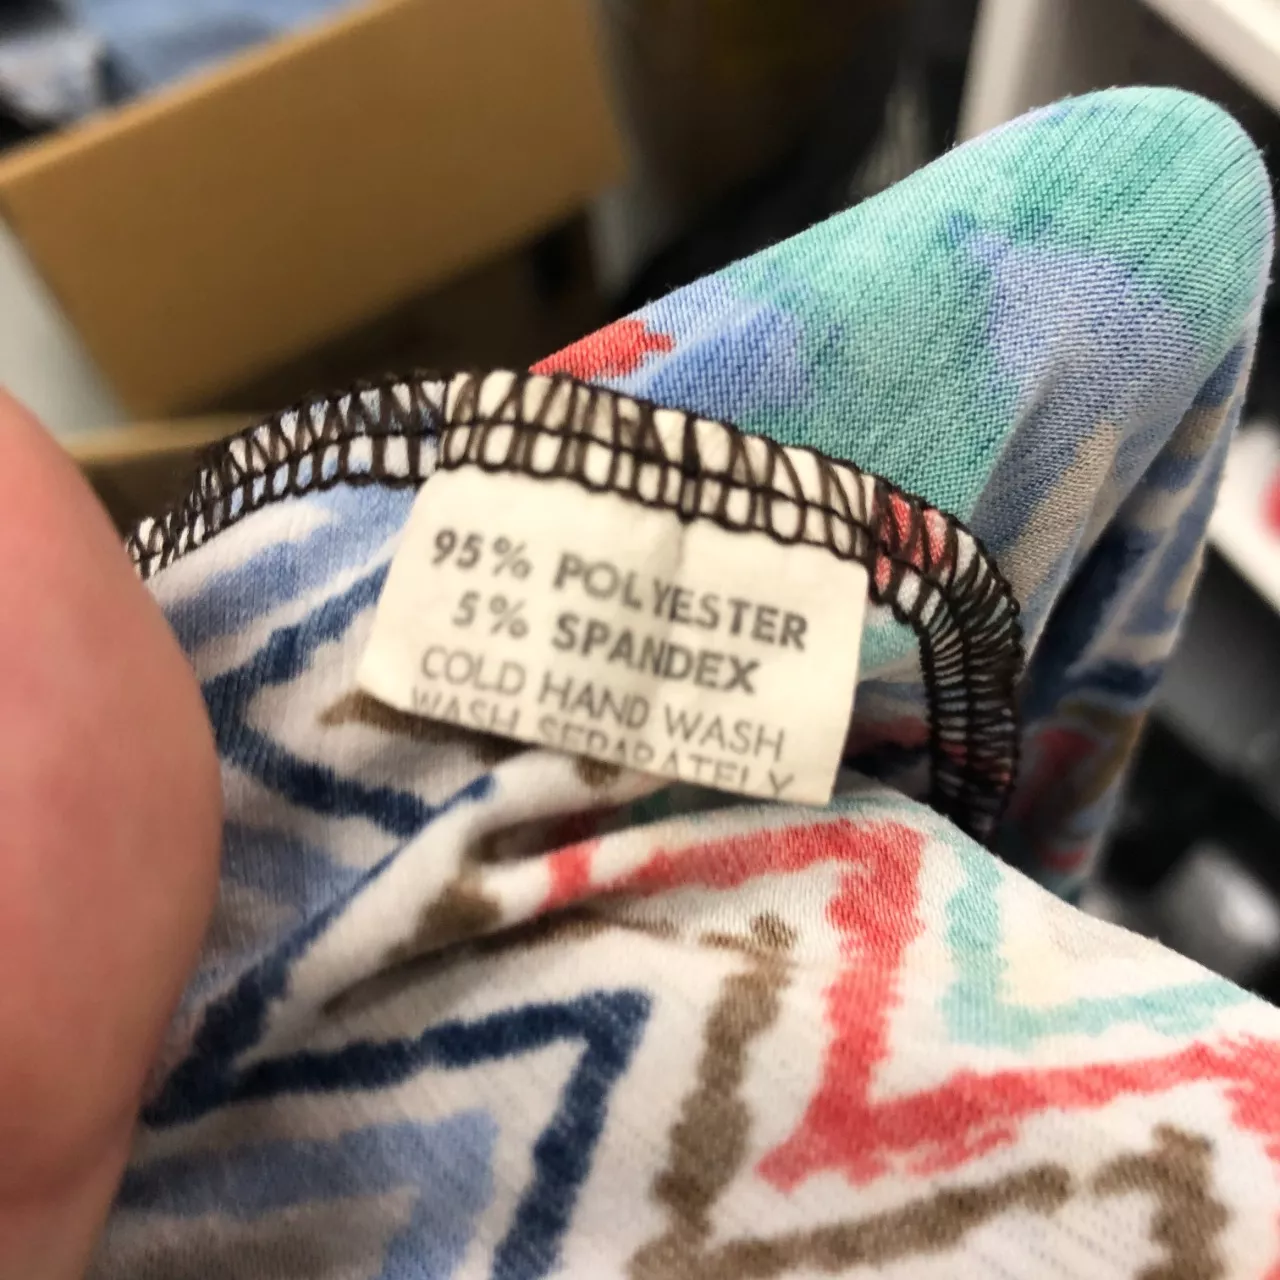 95% POLYESTER
5% SPANDEX
COLD HAND WASH
WASH SEPARATELY